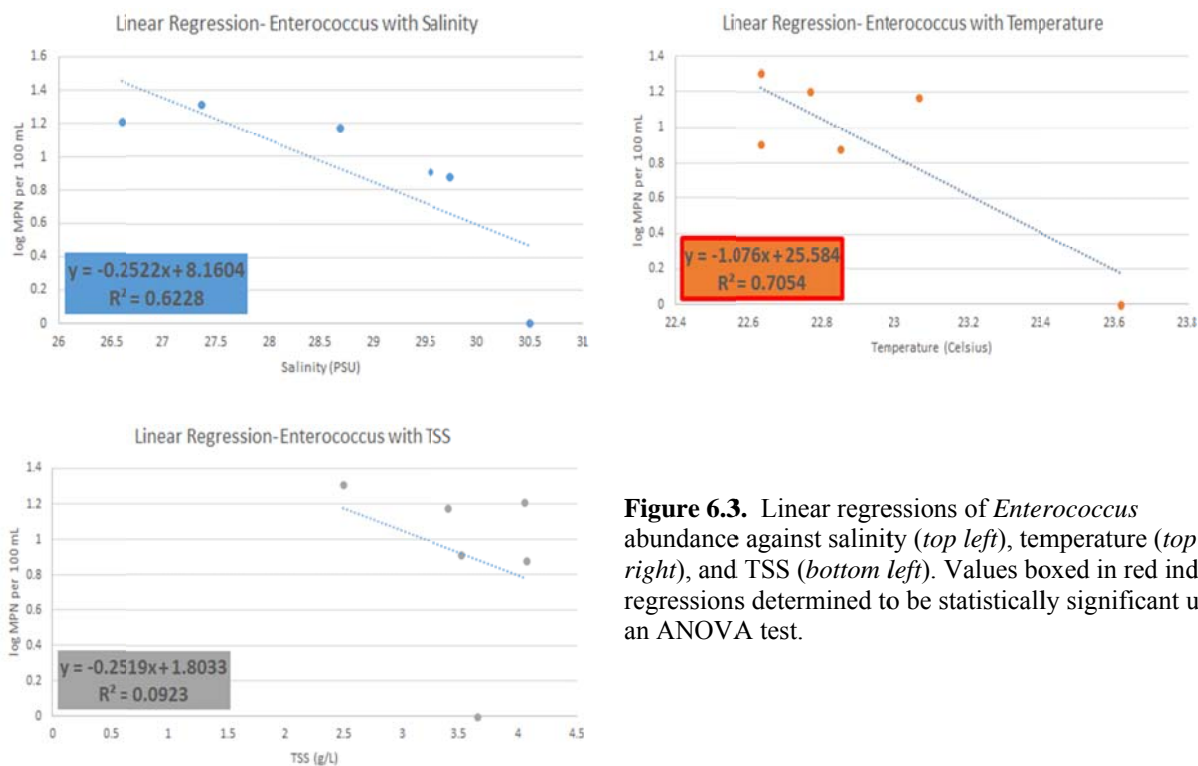 Linear Regression- Enterococcus with Salinity
log MPN per 100 mL
1.6
1.4
1.2
1
0.8
0.6
0.4
0.2
0
y = -0.2522x + 8.1604
R² = 0.6228
26 26.5 27 27.5 28 28.5 29 29.5 30 30.5 31
Salinity (PSU)
Linear Regression- Enterococcus with Temperature
log MPN per 100 mL
1.4
1.2
1
0.8
0.6
0.4
0.2
0
y = -1.076x + 25.584
R² = 0.7054
22.4 22.6 22.8 23 23.2 23.4 23.6 23.8
Temperature (Celsius)
Linear Regression- Enterococcus with TSS
log MPN per 100 mL
1.4
1.2
1
0.8
0.6
0.4
0.2
0
y = -0.2519x + 1.8033
R² = 0.0923
0 0.5 1 1.5 2 2.5 3 3.5 4 4.5
TSS (g/L)
Figure 6.3. Linear regressions of Enterococcus
abundance against salinity (top left), temperature (top
right), and TSS (bottom left). Values boxed in red ind
regressions determined to be statistically significant u
an ANOVA test.